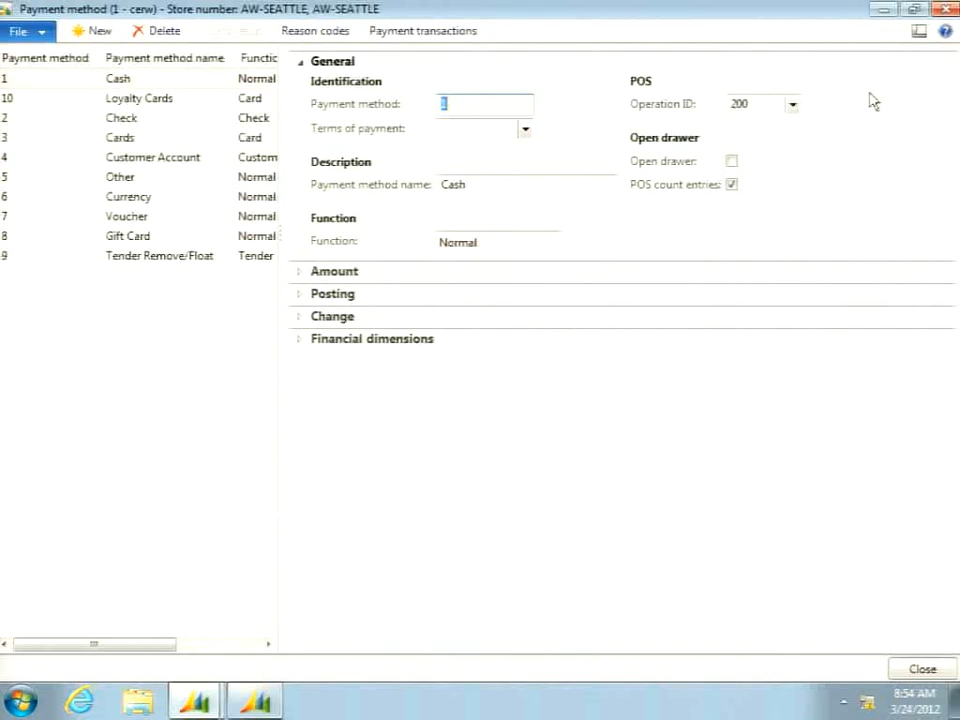 Payment method (1 - cerw) - Store number: AW-SEATTLE, AW-SEATTLE
File New Delete Reason codes Payment transactions
Payment method Payment method name Functic
1 Cash Normal
10 Loyalty Cards Card
2 Check Check
3 Cards Card
4 Customer Account Custom
5 Other Normal
6 Currency Normal
7 Voucher Normal
8 Gift Card Normal
9 Tender Remove/Float Tender
General
Identification
Payment method: 1
Terms of payment:
Description
Payment method name: Cash
Function
Function: Normal
POS
Operation ID: 200
Open drawer
Open drawer:
POS count entries:
Amount
Posting
Change
Financial dimensions
Close
8:54 AM
3/24/2012